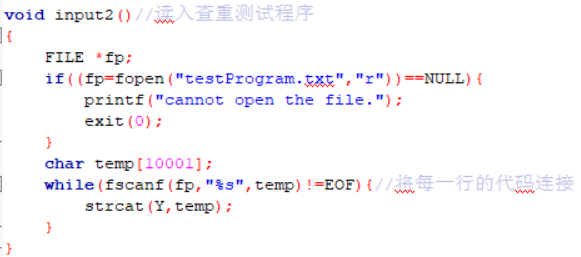 void input2()//读入查重测试程序
{
FILE *fp;
if((fp=fopen("testProgram.txt","r"))==NULL){
printf("cannot open the file.");
exit(0);
}
char temp[10001];
while(fscanf(fp,"%s",temp)!=EOF){//将每一行的代码连接
strcat(Y,temp);
}
}